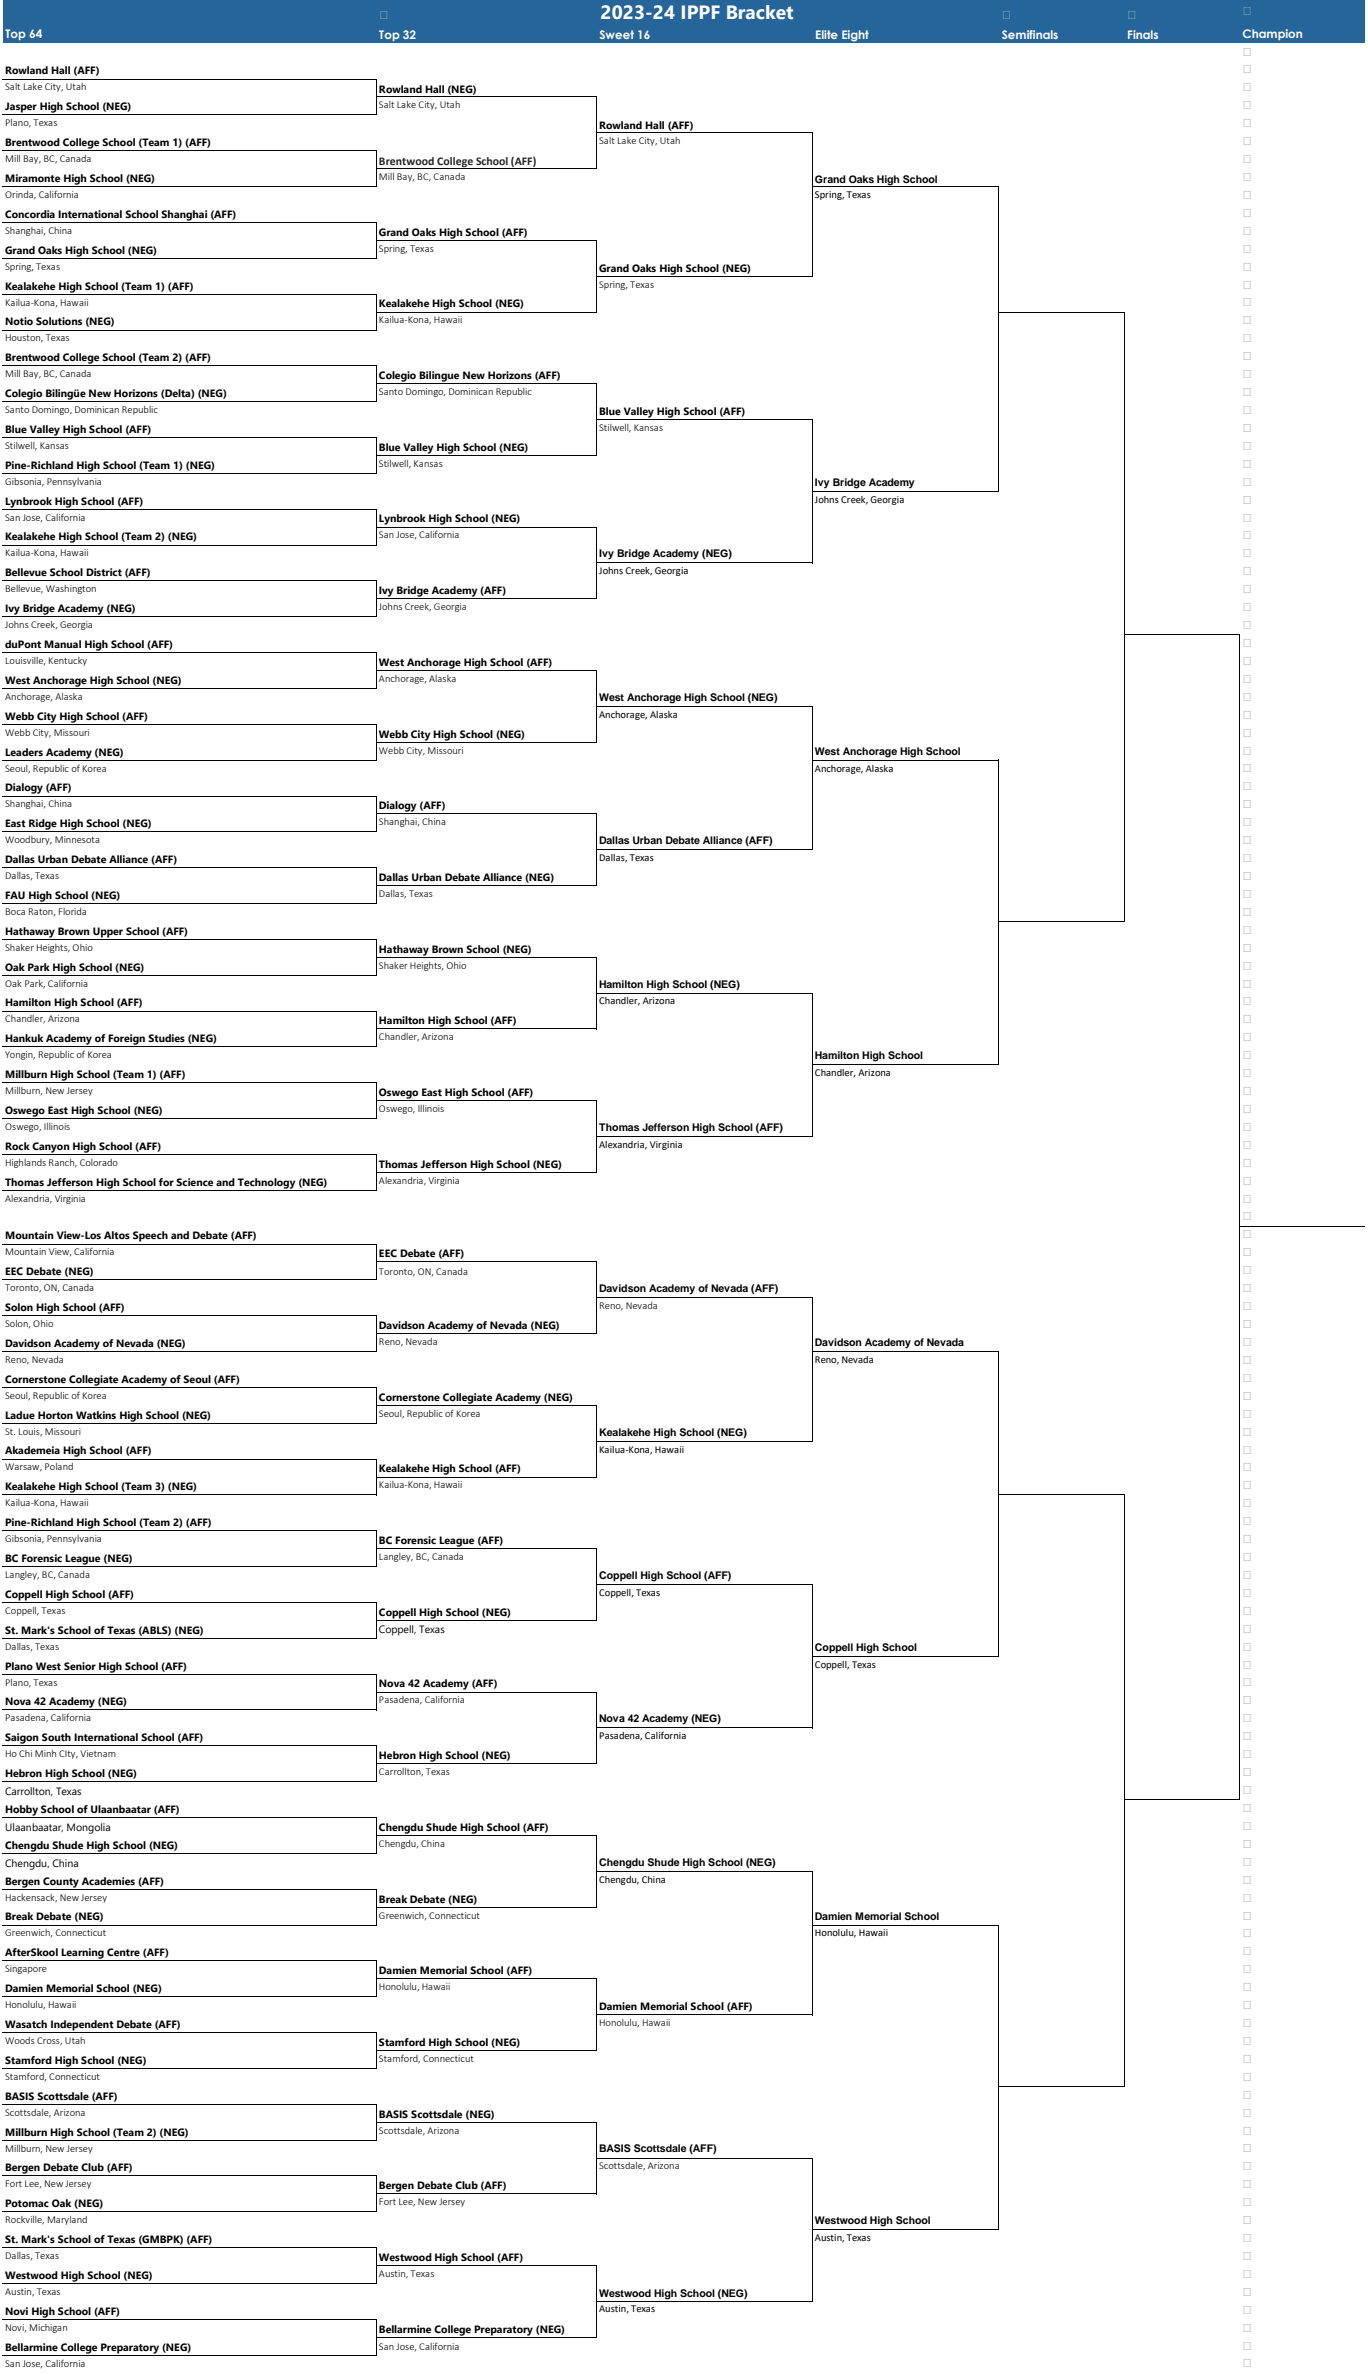 2023-24 IPPF Bracket
Top 64
Top 32
Sweet 16
Elite Eight
Semifinals
Finals
Champion
Rowland Hall (AFF)
Salt Lake City, Utah
Jasper High School (NEG)
Plano, Texas
Brentwood College School (Team 1) (AFF)
Mill Bay, BC, Canada
Miramonte High School (NEG)
Orinda, California
Concordia International School Shanghai (AFF)
Shanghai, China
Grand Oaks High School (NEG)
Spring, Texas
Kealakehe High School (Team 1) (AFF)
Kailua-Kona, Hawaii
Notio Solutions (NEG)
Houston, Texas
Brentwood College School (Team 2) (AFF)
Mill Bay, BC, Canada
Colegio Bilingüe New Horizons (Delta) (NEG)
Santo Domingo, Dominican Republic
Blue Valley High School (AFF)
Stilwell, Kansas
Pine-Richland High School (Team 1) (NEG)
Gibsonia, Pennsylvania
Lynbrook High School (AFF)
San Jose, California
Kealakehe High School (Team 2) (NEG)
Kailua-Kona, Hawaii
Bellevue School District (AFF)
Bellevue, Washington
Ivy Bridge Academy (NEG)
Johns Creek, Georgia
duPont Manual High School (AFF)
Louisville, Kentucky
West Anchorage High School (NEG)
Anchorage, Alaska
Webb City High School (AFF)
Webb City, Missouri
Leaders Academy (NEG)
Seoul, Republic of Korea
Dialogy (AFF)
Shanghai, China
East Ridge High School (NEG)
Woodbury, Minnesota
Dallas Urban Debate Alliance (AFF)
Dallas, Texas
FAU High School (NEG)
Boca Raton, Florida
Hathaway Brown Upper School (AFF)
Shaker Heights, Ohio
Oak Park High School (NEG)
Oak Park, California
Hamilton High School (AFF)
Chandler, Arizona
Hankuk Academy of Foreign Studies (NEG)
Yongin, Republic of Korea
Millburn High School (Team 1) (AFF)
Millburn, New Jersey
Oswego East High School (NEG)
Oswego, Illinois
Rock Canyon High School (AFF)
Highlands Ranch, Colorado
Thomas Jefferson High School for Science and Technology (NEG)
Alexandria, Virginia
Mountain View-Los Altos Speech and Debate (AFF)
Mountain View, California
EEC Debate (NEG)
Toronto, ON, Canada
Solon High School (AFF)
Solon, Ohio
Davidson Academy of Nevada (NEG)
Reno, Nevada
Cornerstone Collegiate Academy of Seoul (AFF)
Seoul, Republic of Korea
Ladue Horton Watkins High School (NEG)
St. Louis, Missouri
Akademeia High School (AFF)
Warsaw, Poland
Kealakehe High School (Team 3) (NEG)
Kailua-Kona, Hawaii
Pine-Richland High School (Team 2) (AFF)
Gibsonia, Pennsylvania
BC Forensic League (NEG)
Langley, BC, Canada
Coppell High School (AFF)
Coppell, Texas
St. Mark's School of Texas (ABLS) (NEG)
Dallas, Texas
Plano West Senior High School (AFF)
Plano, Texas
Nova 42 Academy (NEG)
Pasadena, California
Saigon South International School (AFF)
Ho Chi Minh CIty, Vietnam
Hebron High School (NEG)
Carrollton, Texas
Hobby School of Ulaanbaatar (AFF)
Ulaanbaatar, Mongolia
Chengdu Shude High School (NEG)
Chengdu, China
Bergen County Academies (AFF)
Hackensack, New Jersey
Break Debate (NEG)
Greenwich, Connecticut
AfterSkool Learning Centre (AFF)
Singapore
Damien Memorial School (NEG)
Honolulu, Hawaii
Wasatch Independent Debate (AFF)
Woods Cross, Utah
Stamford High School (NEG)
Stamford, Connecticut
BASIS Scottsdale (AFF)
Scottsdale, Arizona
Millburn High School (Team 2) (NEG)
Millburn, New Jersey
Bergen Debate Club (AFF)
Fort Lee, New Jersey
Potomac Oak (NEG)
Rockville, Maryland
St. Mark's School of Texas (GMBPK) (AFF)
Dallas, Texas
Westwood High School (NEG)
Austin, Texas
Novi High School (AFF)
Novi, Michigan
Bellarmine College Preparatory (NEG)
San Jose, California
Rowland Hall (NEG)
Salt Lake City, Utah
Brentwood College School (AFF)
Mill Bay, BC, Canada
Grand Oaks High School (AFF)
Spring, Texas
Kealakehe High School (NEG)
Kailua-Kona, Hawaii
Colegio Bilingue New Horizons (AFF)
Santo Domingo, Dominican Republic
Blue Valley High School (NEG)
Stilwell, Kansas
Lynbrook High School (NEG)
San Jose, California
Ivy Bridge Academy (AFF)
Johns Creek, Georgia
West Anchorage High School (AFF)
Anchorage, Alaska
Webb City High School (NEG)
Webb City, Missouri
Dialogy (AFF)
Shanghai, China
Dallas Urban Debate Alliance (NEG)
Dallas, Texas
Hathaway Brown School (NEG)
Shaker Heights, Ohio
Hamilton High School (AFF)
Chandler, Arizona
Oswego East High School (AFF)
Oswego, Illinois
Thomas Jefferson High School (NEG)
Alexandria, Virginia
EEC Debate (AFF)
Toronto, ON, Canada
Davidson Academy of Nevada (NEG)
Reno, Nevada
Cornerstone Collegiate Academy (NEG)
Seoul, Republic of Korea
Kealakehe High School (AFF)
Kailua-Kona, Hawaii
BC Forensic League (AFF)
Langley, BC, Canada
Coppell High School (NEG)
Coppell, Texas
Nova 42 Academy (AFF)
Pasadena, California
Hebron High School (NEG)
Carrollton, Texas
Chengdu Shude High School (AFF)
Chengdu, China
Break Debate (NEG)
Greenwich, Connecticut
Damien Memorial School (AFF)
Honolulu, Hawaii
Stamford High School (NEG)
Stamford, Connecticut
BASIS Scottsdale (NEG)
Scottsdale, Arizona
Bergen Debate Club (AFF)
Fort Lee, New Jersey
Westwood High School (AFF)
Austin, Texas
Bellarmine College Preparatory (NEG)
San Jose, California
Rowland Hall (AFF)
Salt Lake City, Utah
Grand Oaks High School (NEG)
Spring, Texas
Blue Valley High School (AFF)
Stilwell, Kansas
Ivy Bridge Academy (NEG)
Johns Creek, Georgia
West Anchorage High School (NEG)
Anchorage, Alaska
Dallas Urban Debate Alliance (AFF)
Dallas, Texas
Hamilton High School (NEG)
Chandler, Arizona
Thomas Jefferson High School (AFF)
Alexandria, Virginia
Davidson Academy of Nevada (AFF)
Reno, Nevada
Kealakehe High School (NEG)
Kailua-Kona, Hawaii
Coppell High School (AFF)
Coppell, Texas
Nova 42 Academy (NEG)
Pasadena, California
Chengdu Shude High School (NEG)
Chengdu, China
Damien Memorial School (AFF)
Honolulu, Hawaii
BASIS Scottsdale (AFF)
Scottsdale, Arizona
Westwood High School (NEG)
Austin, Texas
Grand Oaks High School
Spring, Texas
Ivy Bridge Academy
Johns Creek, Georgia
West Anchorage High School
Anchorage, Alaska
Hamilton High School
Chandler, Arizona
Davidson Academy of Nevada
Reno, Nevada
Coppell High School
Coppell, Texas
Damien Memorial School
Honolulu, Hawaii
Westwood High School
Austin, Texas